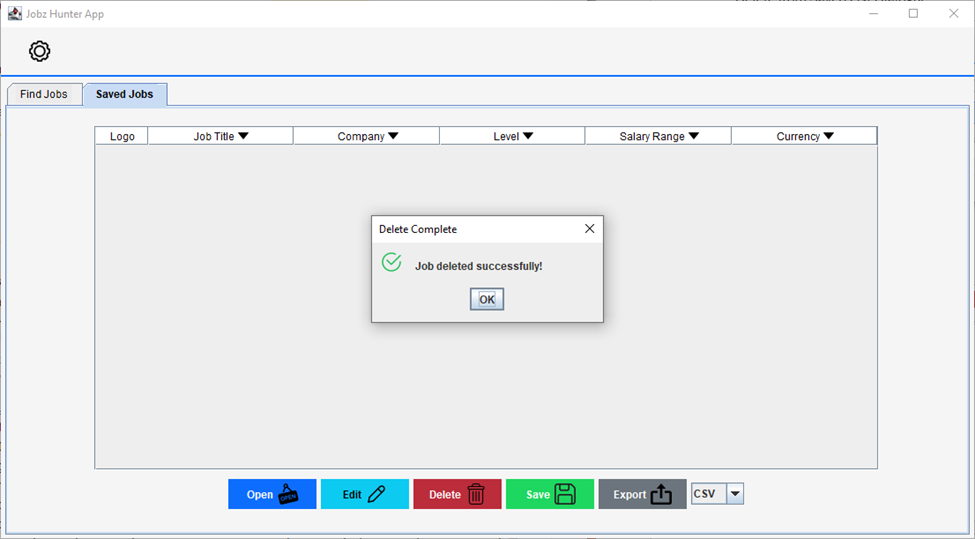 Jobz Hunter App
Find Jobs
Saved Jobs
Logo
Job Title
Company
Level
Salary Range
Currency
Delete Complete
Job deleted successfully!
OK
Open
OPEN
Edit
Delete
Save
Export
CSV